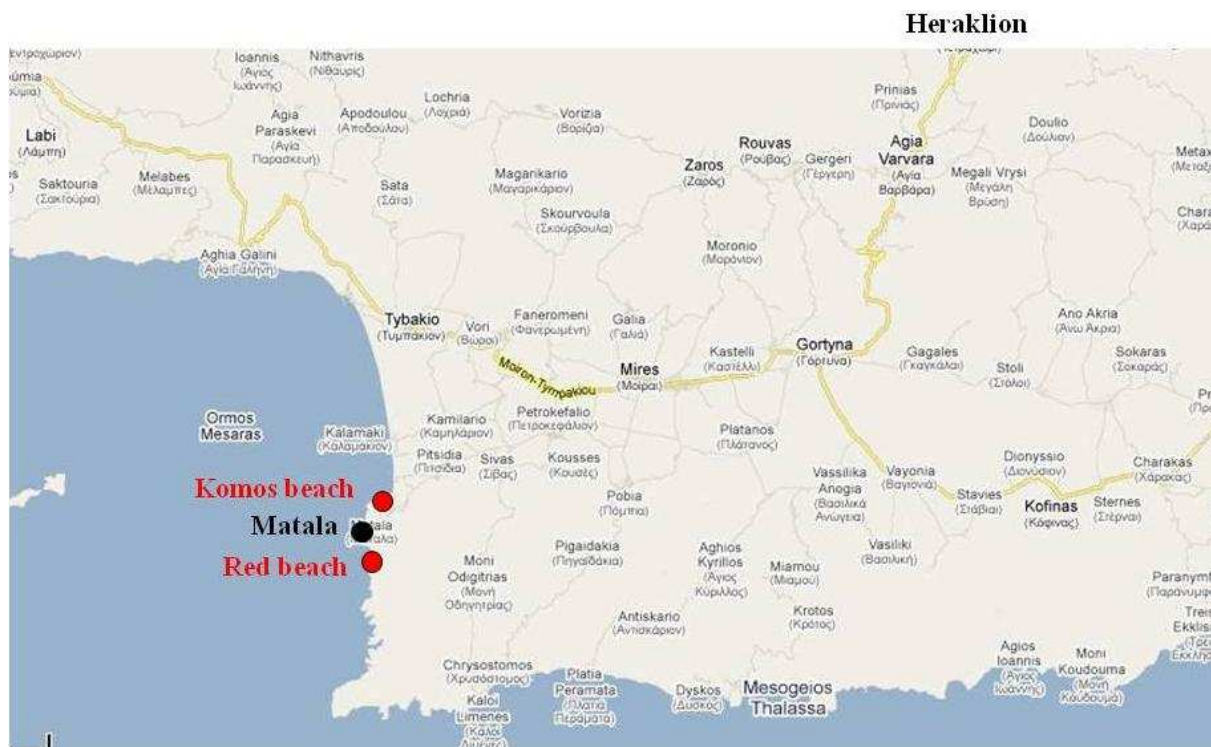 Heraklion
Ioannis
(Άγιος
Ιωάννης)
Nithavris
(Νίθαυρις)
Prinias
(Πρινιάς)
Labi
(Λάμπη)
Agia
Paraskevi
(Αγία
Παρασκευή)
Apodoulou
(Αποδούλου)
Lochria
(Λοχριά)
Vorizia
(Βορίζια)
Rouvas
(Ρούβας)
Gergeri
(Γέργερη)
Agia
Varvara
(Αγία
Βαρβάρα)
Doulio
(Δούλιον)
Saktouria
(Σακτούρια)
Melabes
(Μέλαμπες)
Sata
(Σάτα)
Magarikario
(Μαγαρικάριον)
Zaros
(Ζαρός)
Megali Vrysi
(Μεγάλη
Βρύση)
Skourvoula
(Σκούρβουλα)
Moronio
(Μορόνιον)
Aghia Galini
(Αγία Γαλήνη)
Tybakio
(Τυμπάκιον)
Vori
(Βώροι)
Faneromeni
(Φανερωμένη)
Galia
(Γαλιά)
Kastelli
(Καστέλλι)
Gortyna
(Γόρτυνα)
Gagales
(Γκαγκάλαι)
Ano Akria
(Άνω Άκρια)
Sokaras
(Σοκαράς)
Stoli
(Στόλοι)
Moiron-Tympakiou
Mires
(Μοίραι)
Ormos
Mesaras
Kalamaki
(Καλαμάκιον)
Kamilario
(Καμηλάριον)
Petrokefalio
(Πετροκεφάλιον)
Platanos
(Πλάτανος)
Pitsidia
(Πιτσίδια)
Sivas
(Σίβας)
Kousses
(Κουσές)
Vassilika
Anogia
(Βασιλικά
Ανώγεια)
Vayonia
(Βαγιονιά)
Dionyssio
(Διονύσιον)
Charakas
(Χάρακας)
Komos beach
Pobia
(Πόμπια)
Stavies
(Στάβιαι)
Kofinas
(Κόφινας)
Sternes
(Στέρναι)
Matala
Red beach
Moni
Odigitrias
(Μονή
Οδηγητρίας)
Pigaidakia
(Πηγαϊδάκια)
Aghios
Kyrillos
(Άγιος
Κύριλλος)
Miamou
(Μιαμού)
Vasiliki
(Βασιλική)
Antiskario
(Αντισκάριον)
Krotos
(Κρότος)
Chrysostomos
(Χρυσόστομος)
Kaloi
Limenes
Platia
Peramata
(Πλατιά
Περάματα)
Dyskos
(Δυσκός)
Mesogeios
Thalassa
Agios
Ioannis
(Άγιος
Ιωάννης)
Moni
Koudouma
(Μονή
Κουδουμά)